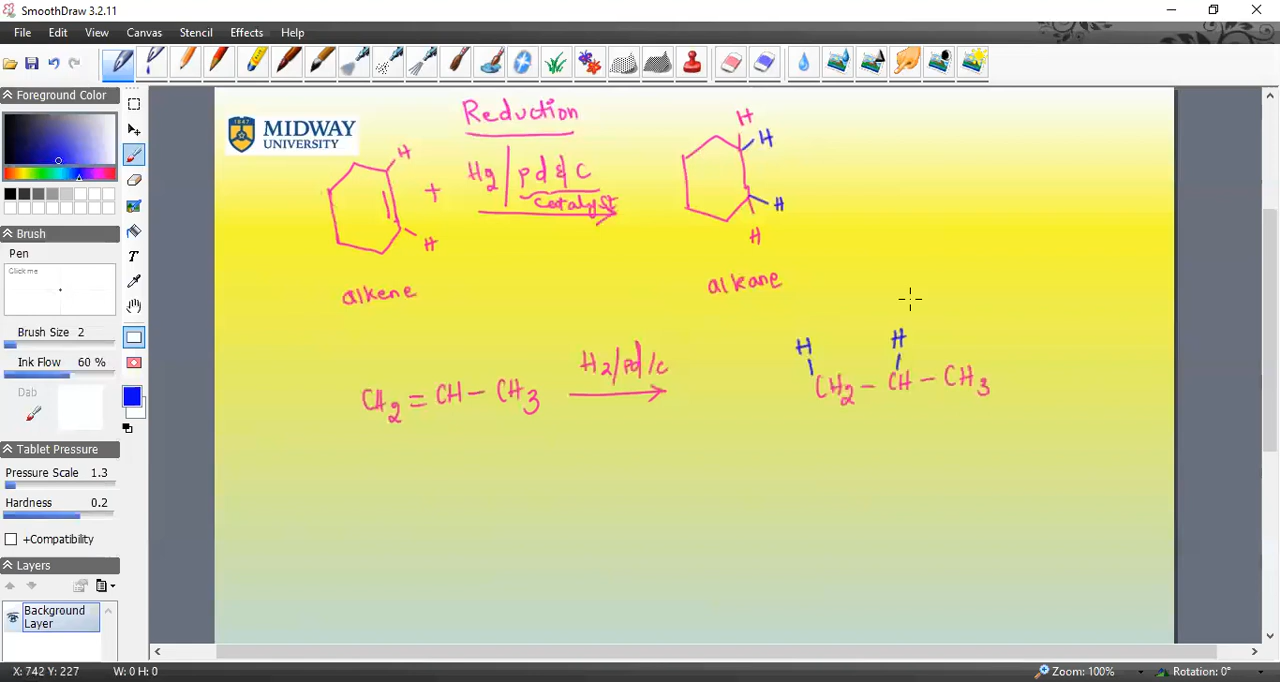 SmoothDraw 3.2.11
File Edit View Canvas Stencil Effects Help
Foreground Color
Brush
Pen
Click me
Brush Size 2
Ink Flow 60 %
Dab
Tablet Pressure
Pressure Scale 1.3
Hardness 0.2
+Compatibility
Layers
Background Layer
X: 742 Y: 227 W: 0 H: 0
Zoom: 100%
Rotation: 0°
1847
MIDWAY
UNIVERSITY
Reduction
H
+ H2 | pd & C
Catalyst
H
H
H
H
H
alkene
alkane
CH2 = CH - CH3
H2/Pd/C
H H
CH2 - CH - CH3